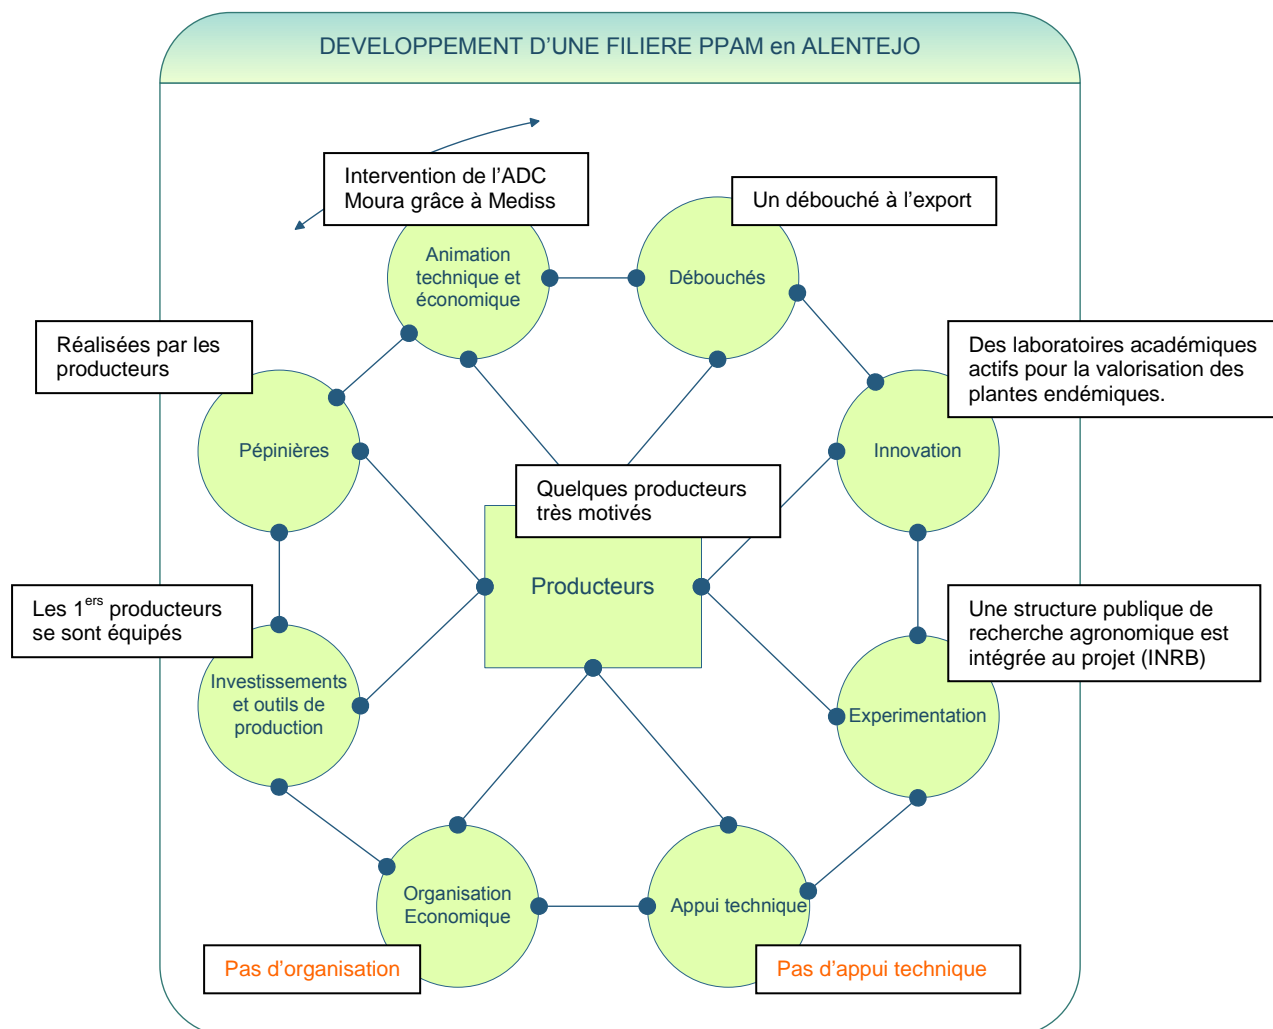 DEVELOPPEMENT D'UNE FILIERE PPAM en ALENTEJO
Intervention de l'ADC
Moura grâce à Mediss
Un débouché à l'export
Animation
technique et
économique
Débouchés
Réalisées par les
producteurs
Des laboratoires académiques
actifs pour la valorisation des
plantes endémiques.
Pépinières
Innovation
Quelques producteurs
très motivés
Producteurs
Les 1ers producteurs
se sont équipés
Une structure publique de
recherche agronomique est
intégrée au projet (INRB)
Investissements
et outils de
production
Experimentation
Organisation
Economique
Appui technique
Pas d'organisation
Pas d'appui technique